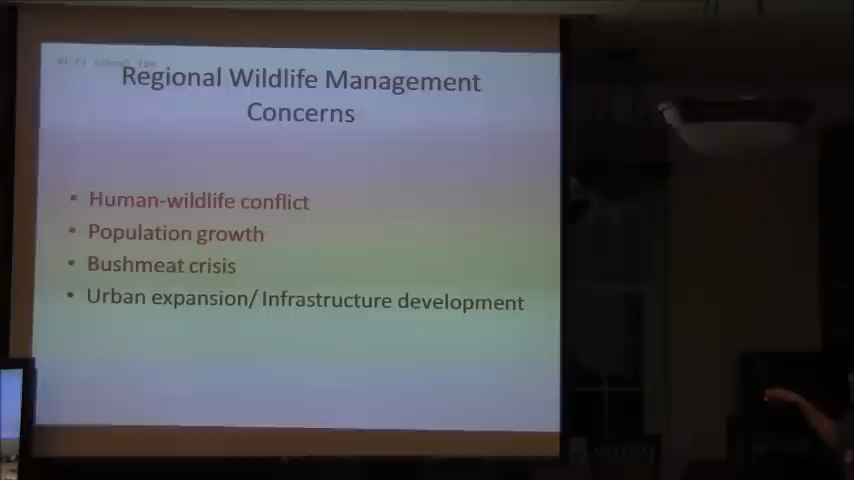 Regional Wildlife Management
Concerns
• Human-wildlife conflict
• Population growth
• Bushmeat crisis
• Urban expansion/ Infrastructure development